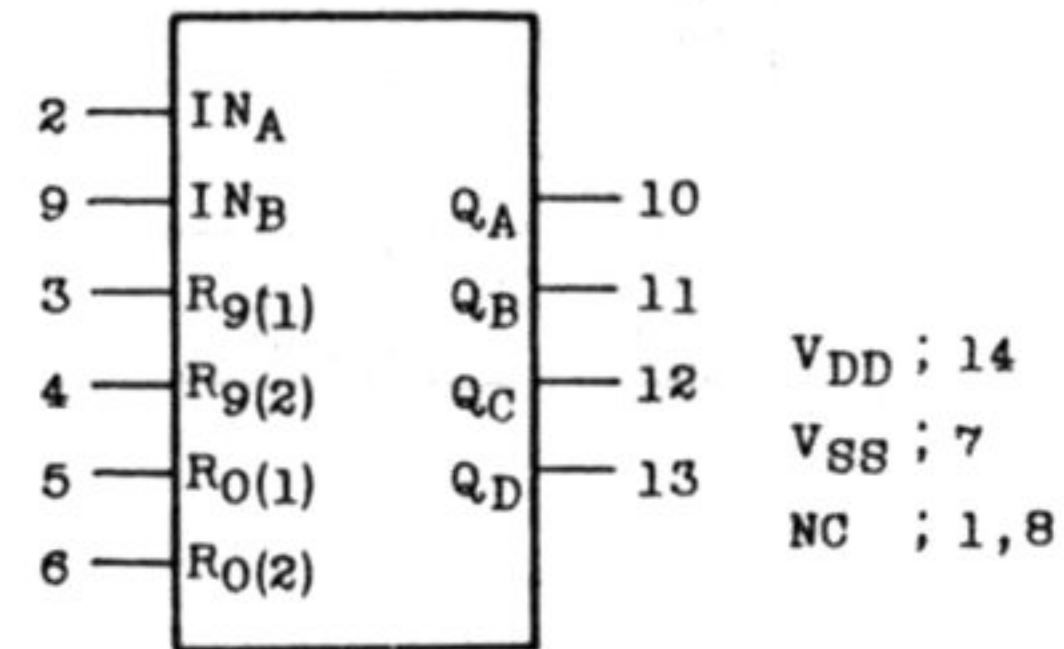 2 IN_A
9 IN_B Q_A 10
3 R_9(1) Q_B 11
4 R_9(2) Q_C 12
5 R_0(1) Q_D 13
6 R_0(2)
V_DD ; 14
V_SS ; 7
NC ; 1,8